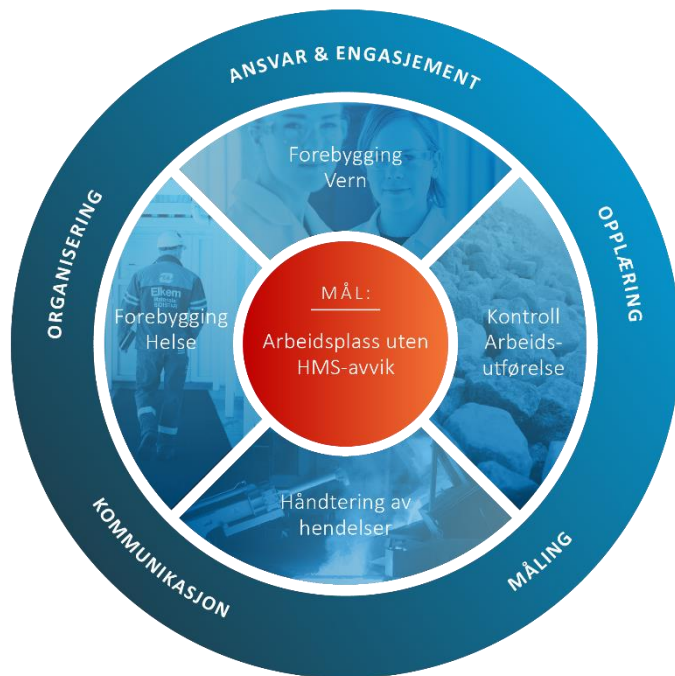 ANSVAR & ENGASJEMENT
OPPLÆRING
MÅLING
KOMMUNIKASJON
ORGANISERING
Forebygging
Vern
Kontroll
Arbeids-
utførelse
Håndtering av
hendelser
Forebygging
Helse
Elkem
MÅL:
Arbeidsplass uten
HMS-avvik